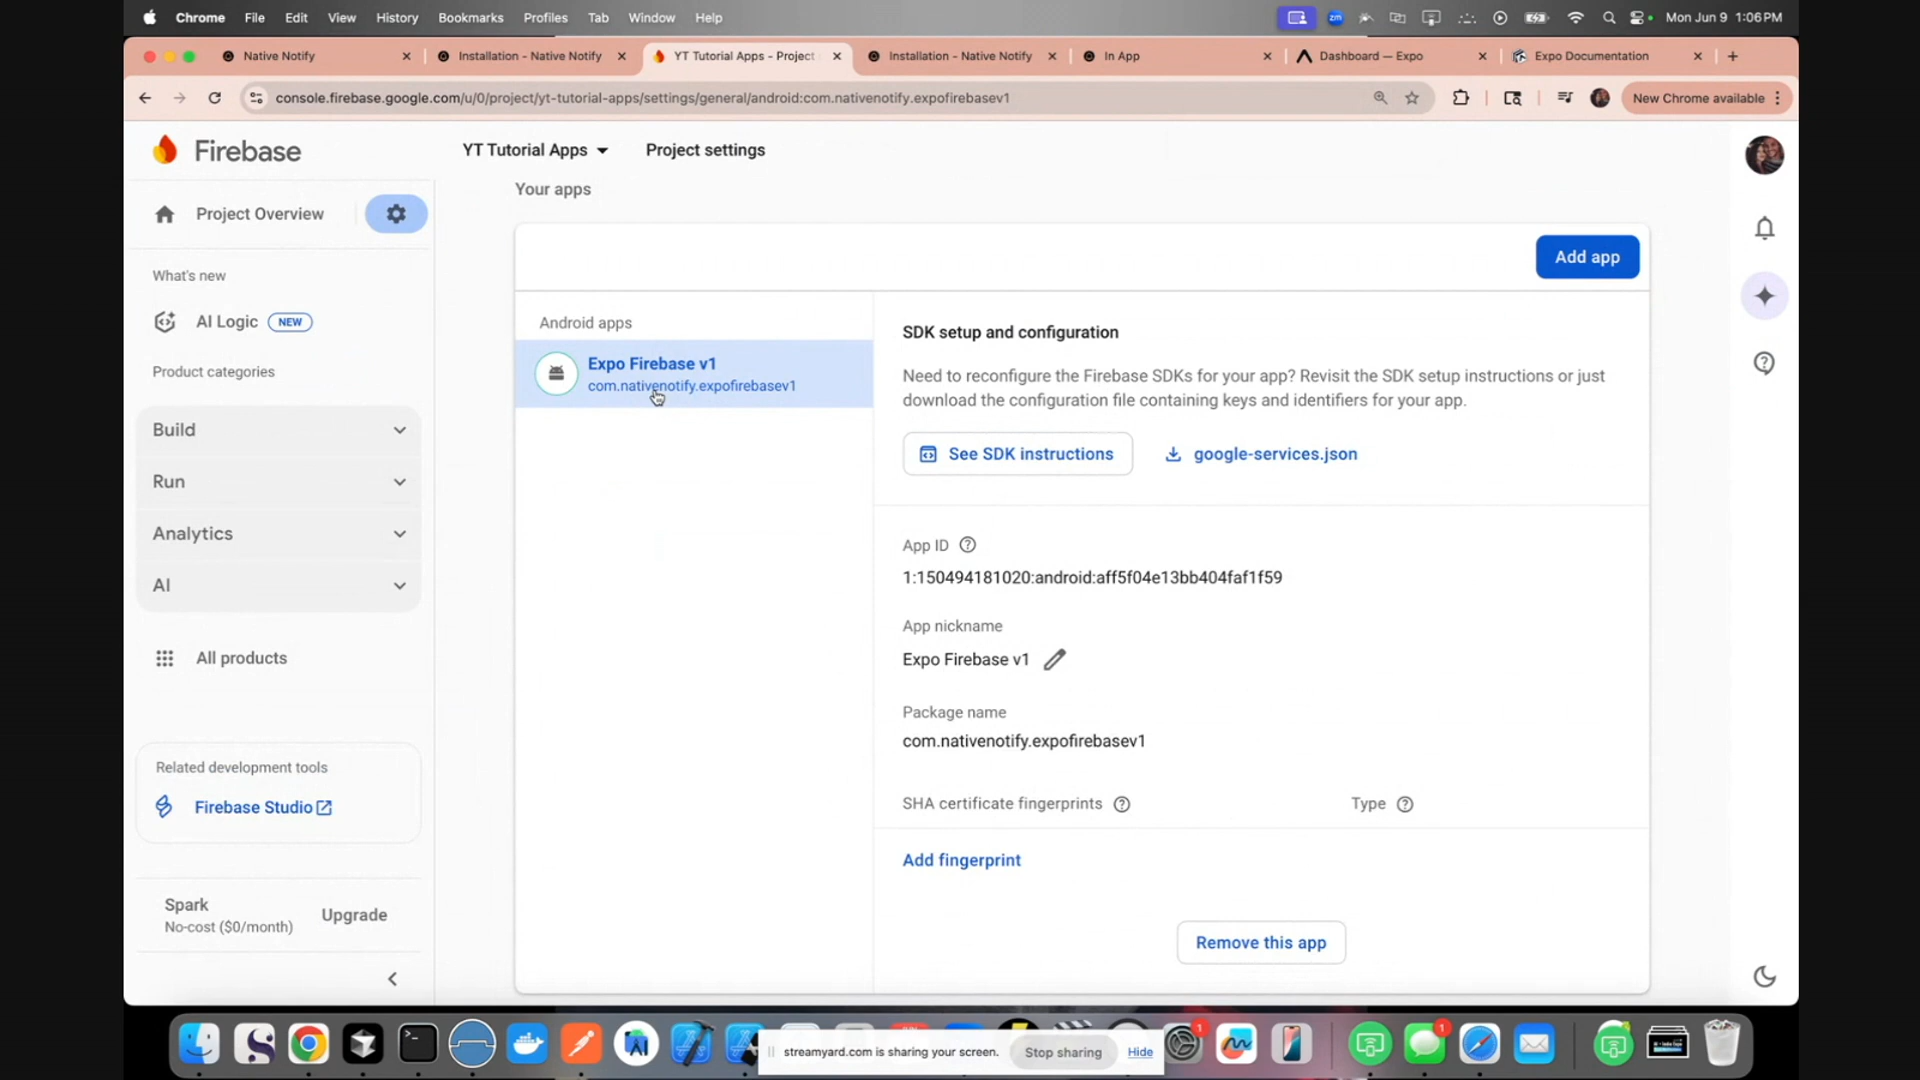 Chrome File Edit View History Bookmarks Profiles Tab Window Help
zm
Mon Jun 9 1:06 PM
Native Notify
Installation - Native Notify
YT Tutorial Apps - Project
Installation - Native Notify
In App
Dashboard — Expo
Expo Documentation
console.firebase.google.com/u/0/project/yt-tutorial-apps/settings/general/android:com.nativenotify.expofirebasev1
New Chrome available
Firebase
YT Tutorial Apps
Project settings
Your apps
Project Overview
Add app
What's new
AI Logic NEW
Product categories
Build
Run
Analytics
AI
All products
Related development tools
Firebase Studio
Spark
No-cost ($0/month)
Upgrade
Android apps
Expo Firebase v1
com.nativenotify.expofirebasev1
SDK setup and configuration
Need to reconfigure the Firebase SDKs for your app? Revisit the SDK setup instructions or just
download the configuration file containing keys and identifiers for your app.
See SDK instructions
google-services.json
App ID
1:150494181020:android:aff5f04e13bb404faf1f59
App nickname
Expo Firebase v1
Package name
com.nativenotify.expofirebasev1
SHA certificate fingerprints
Type
Add fingerprint
Remove this app
streamyard.com is sharing your screen.
Stop sharing
Hide
1
1